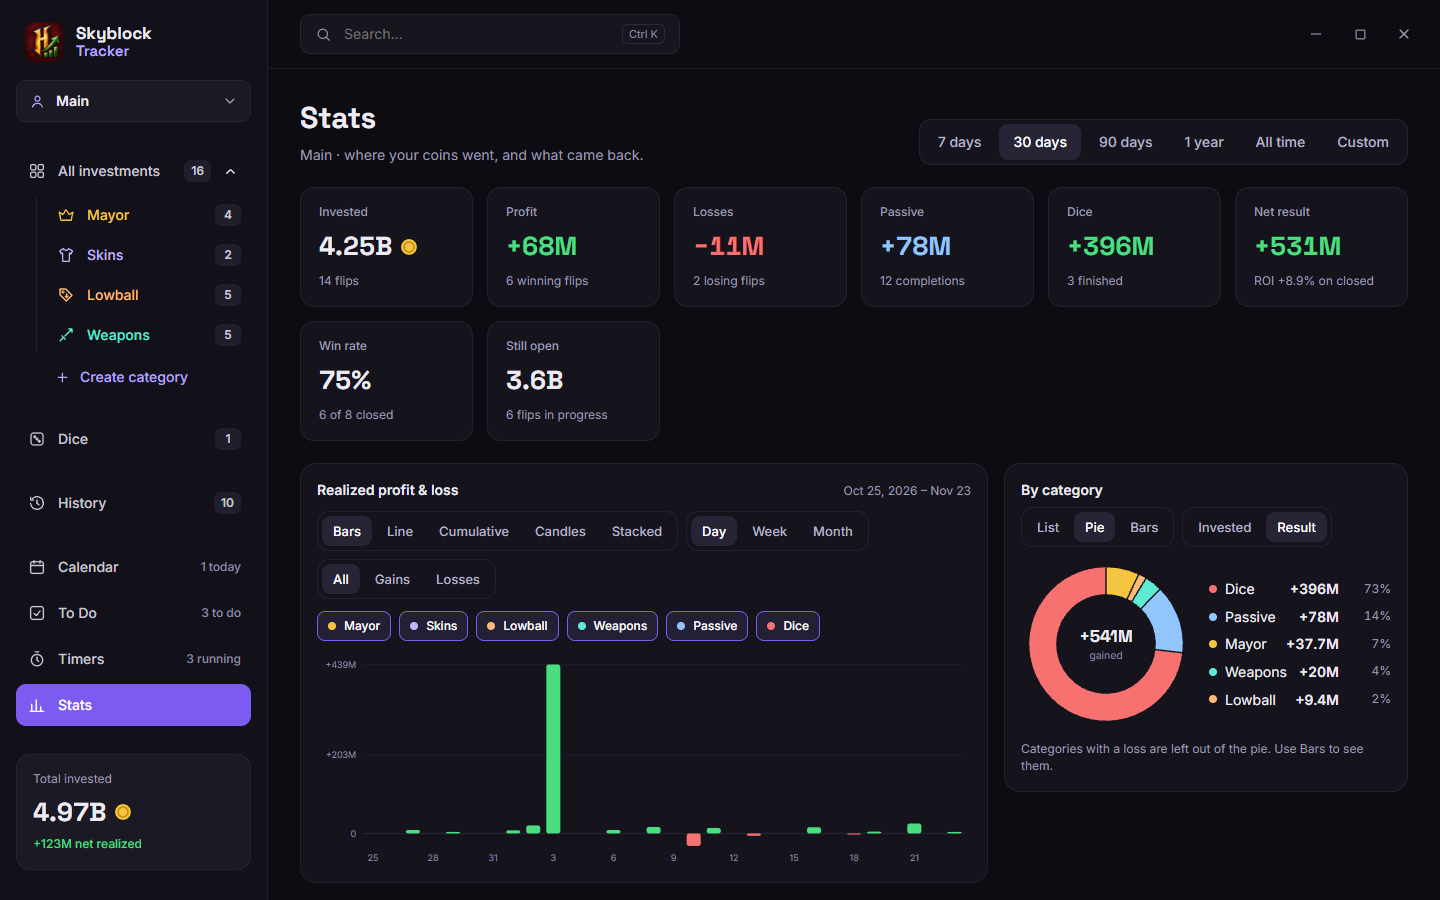 Skyblock
Tracker
Search...
Ctrl K
Main
All investments 16
Mayor 4
Skins 2
Lowball 5
Weapons 5
+ Create category
Dice 1
History 10
Calendar 1 today
To Do 3 to do
Timers 3 running
Stats
Total invested
4.97B
+123M net realized
Stats
Main · where your coins went, and what came back.
7 days 30 days 90 days 1 year All time Custom
Invested
4.25B
14 flips
Profit
+68M
6 winning flips
Losses
-11M
2 losing flips
Passive
+78M
12 completions
Dice
+396M
3 finished
Net result
+531M
ROI +8.9% on closed
Win rate
75%
6 of 8 closed
Still open
3.6B
6 flips in progress
Realized profit & loss
Oct 25, 2026 – Nov 23
Bars Line Cumulative Candles Stacked
Day Week Month
All Gains Losses
Mayor Skins Lowball Weapons Passive Dice
+439M
+203M
0
25 28 31 3 6 9 12 15 18 21
By category
List Pie Bars
Invested Result
+541M
gained
Dice +396M 73%
Passive +78M 14%
Mayor +37.7M 7%
Weapons +20M 4%
Lowball +9.4M 2%
Categories with a loss are left out of the pie. Use Bars to see
them.